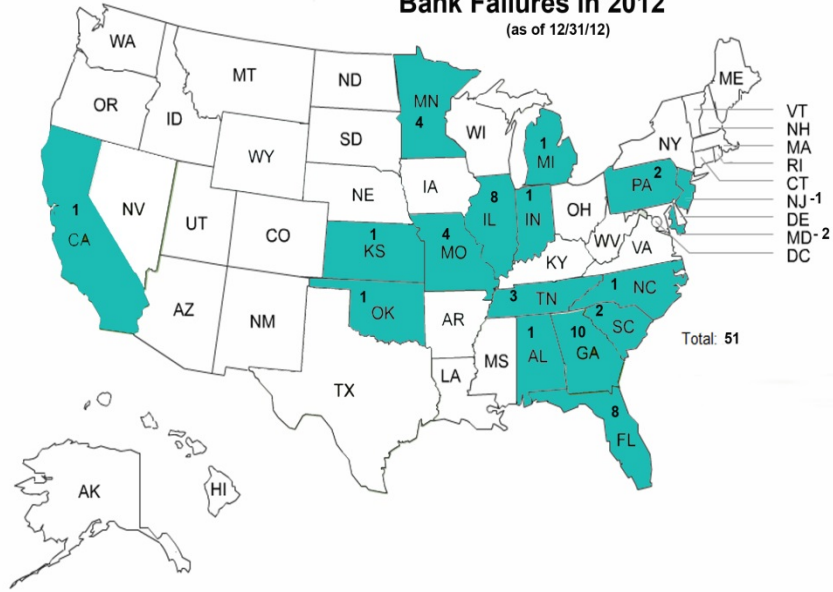 Bank Failures in 2012
(as of 12/31/12)
WA
MT
ND
MN
4
ME
OR
ID
SD
WI
1
MI
NY
VT
NH
MA
RI
CT
NJ-1
DE
MD-2
DC
WY
IA
NE
PA 2
1
CA
NV
UT
CO
1
KS
4
MO
8
IL
1
IN
OH
WV
VA
KY
AZ
NM
1
OK
AR
3 TN
1 NC
2
SC
Total: 51
TX
LA
MS
1
AL
10
GA
8
FL
AK
HI